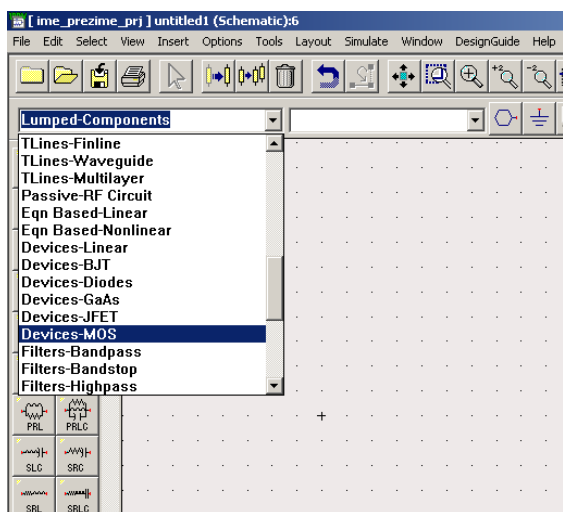 [ ime_prezime_prj ] untitled1 (Schematic):6
File Edit Select View Insert Options Tools Layout Simulate Window DesignGuide Help
+2 -2
Lumped-Components
TLines-Finline
TLines-Waveguide
TLines-Multilayer
Passive-RF Circuit
Eqn Based-Linear
Eqn Based-Nonlinear
Devices-Linear
Devices-BJT
Devices-Diodes
Devices-GaAs
Devices-JFET
Devices-MOS
Filters-Bandpass
Filters-Bandstop
Filters-Highpass
PRL PRLC
SLC SRC
SRL SRLC